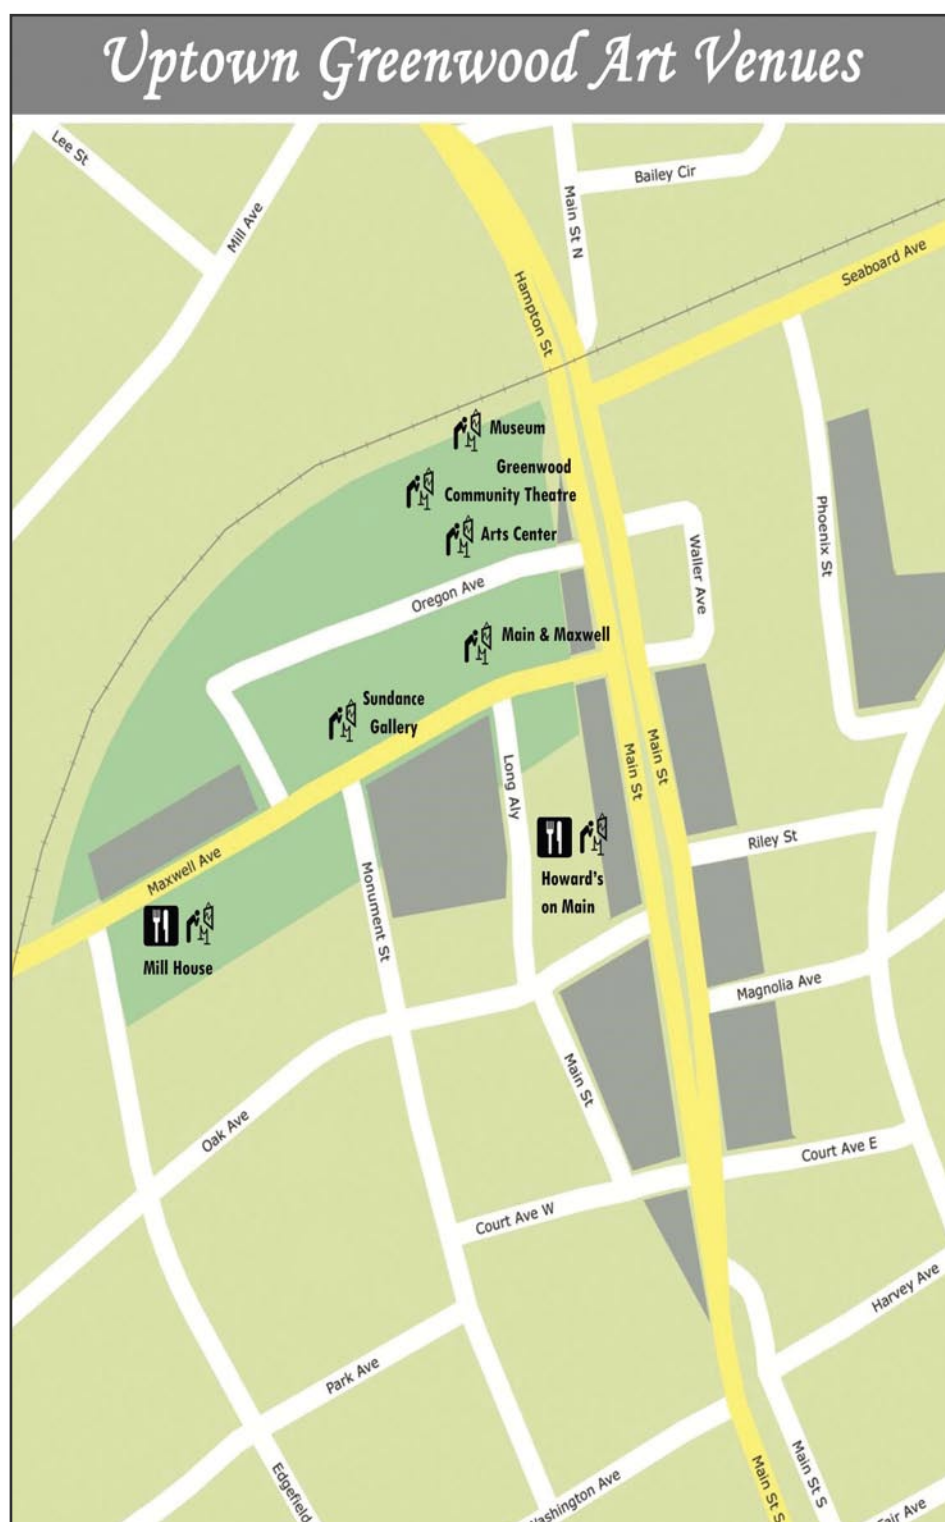 Uptown Greenwood Art Venues
Lee St
Mill Ave
Bailey Cir
Main St N
Seaboard Ave
Hampton St
Museum
Greenwood
Community Theatre
Arts Center
Phoenix St
Waller Ave
Oregon Ave
Main & Maxwell
Sundance
Gallery
Long Aly
Main St
Main St
Riley St
Maxwell Ave
Howard's
on Main
Monument St
Mill House
Magnolia Ave
Main St
Oak Ave
Court Ave E
Court Ave W
Harvey Ave
Park Ave
Edgefield
Washington Ave
Main St S
Main St S
Fair Ave